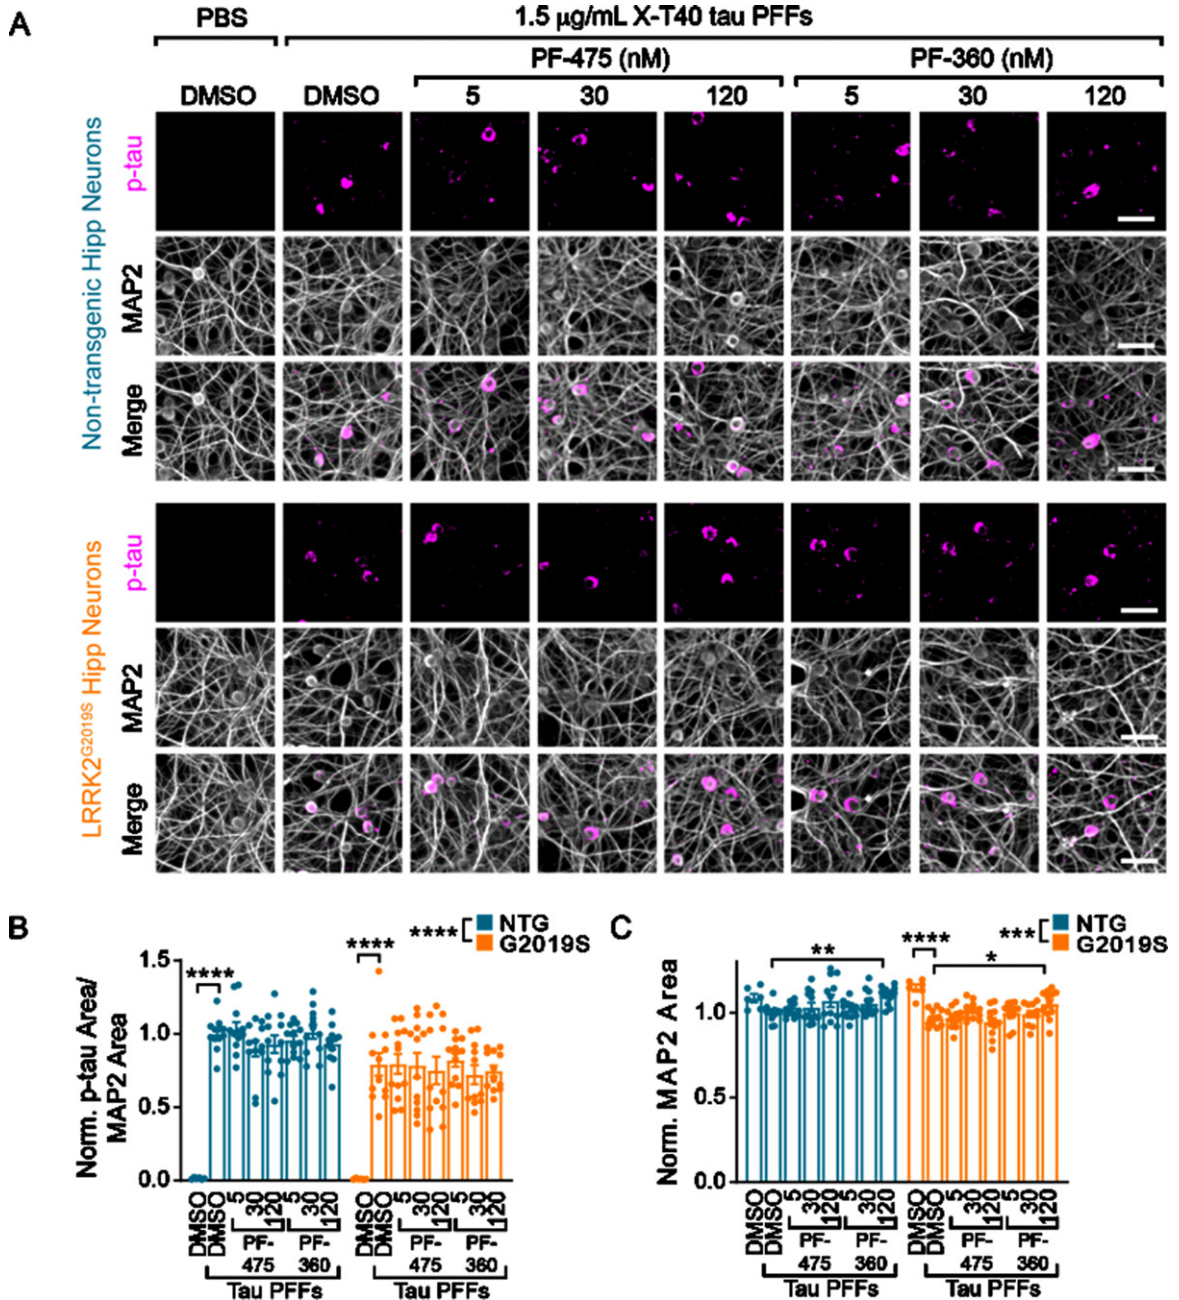 A
PBS
1.5 μg/mL X-T40 tau PFFs
PF-475 (nM)
PF-360 (nM)
DMSO
DMSO
5
30
120
5
30
120
Non-transgenic Hipp Neurons
p-tau
MAP2
Merge
LRRK2G2019S Hipp Neurons
p-tau
MAP2
Merge
B
**** NTG
G2019S
****
****
1.5
1.0
0.5
0.0
Norm. p-tau Area/
MAP2 Area
DMSO
DMSO
5
30
120
5
30
120
DMSO
DMSO
5
30
120
5
30
120
PF-
475
PF-
360
PF-
475
PF-
360
Tau PFFFs
Tau PFFFs
C
*** NTG
G2019S
**
****
*
1.0
0.5
0.0
Norm. MAP2 Area
DMSO
DMSO
5
30
120
5
30
120
DMSO
DMSO
5
30
120
5
30
120
PF-
475
PF-
360
PF-
475
PF-
360
Tau PFFFs
Tau PFFFs